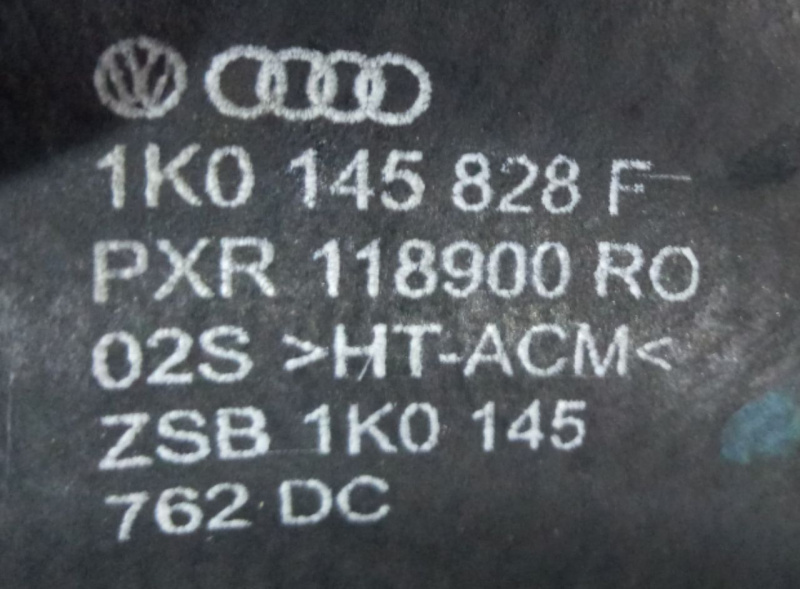 1K0 145 828 F
PXR 118900 RO
02S >HT-ACM<
ZSB 1K0 145
762 DC